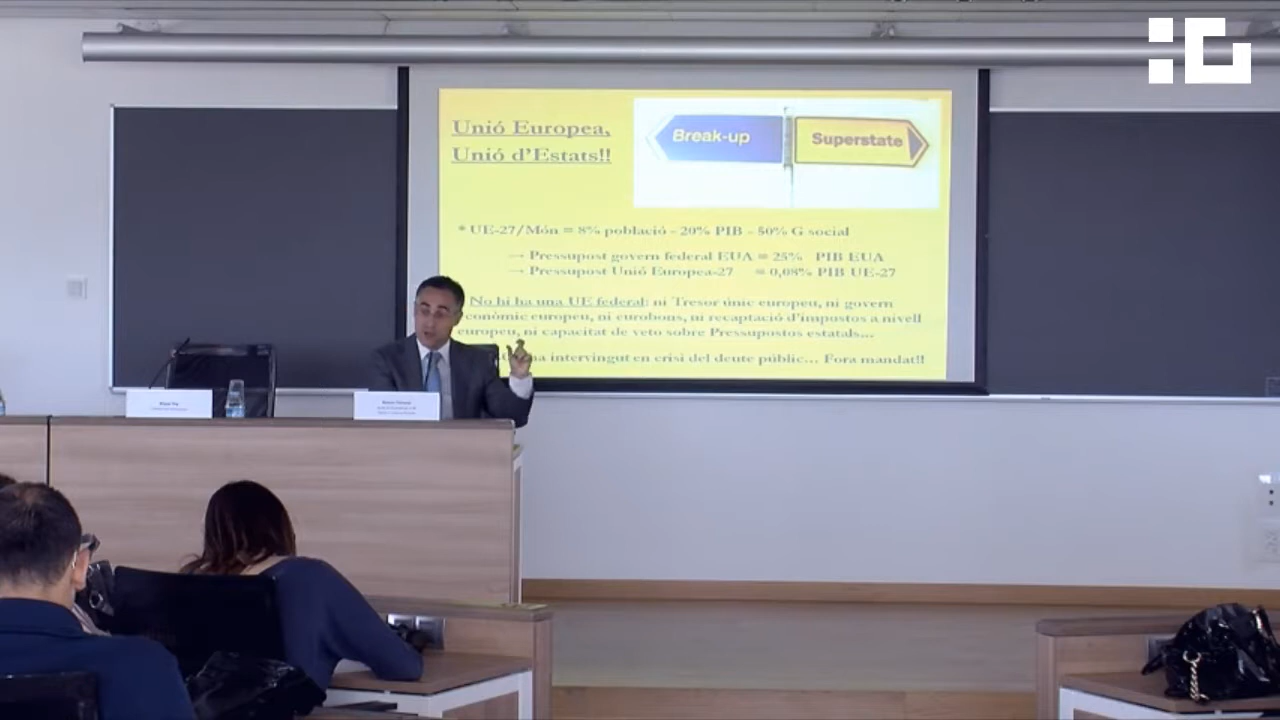 Unió Europea,
Unió d'Estats!!
Break-up
Superstate
* UE-27/Món = 8% població - 20% PIB - 50% G social
→ Pressupost govern federal EUA = 25% PIB EUA
→ Pressupost Unió Europea-27 = 0,08% PIB UE-27
No hi ha una UE federal: ni Tresor únic europeu, ni govern
econòmic europeu, ni eurobons, ni recaptació d'impostos a nivell
europeu, ni capacitat de veto sobre Pressupostos estatals...
intervingut en crisi del deute públic... Fora mandat!!